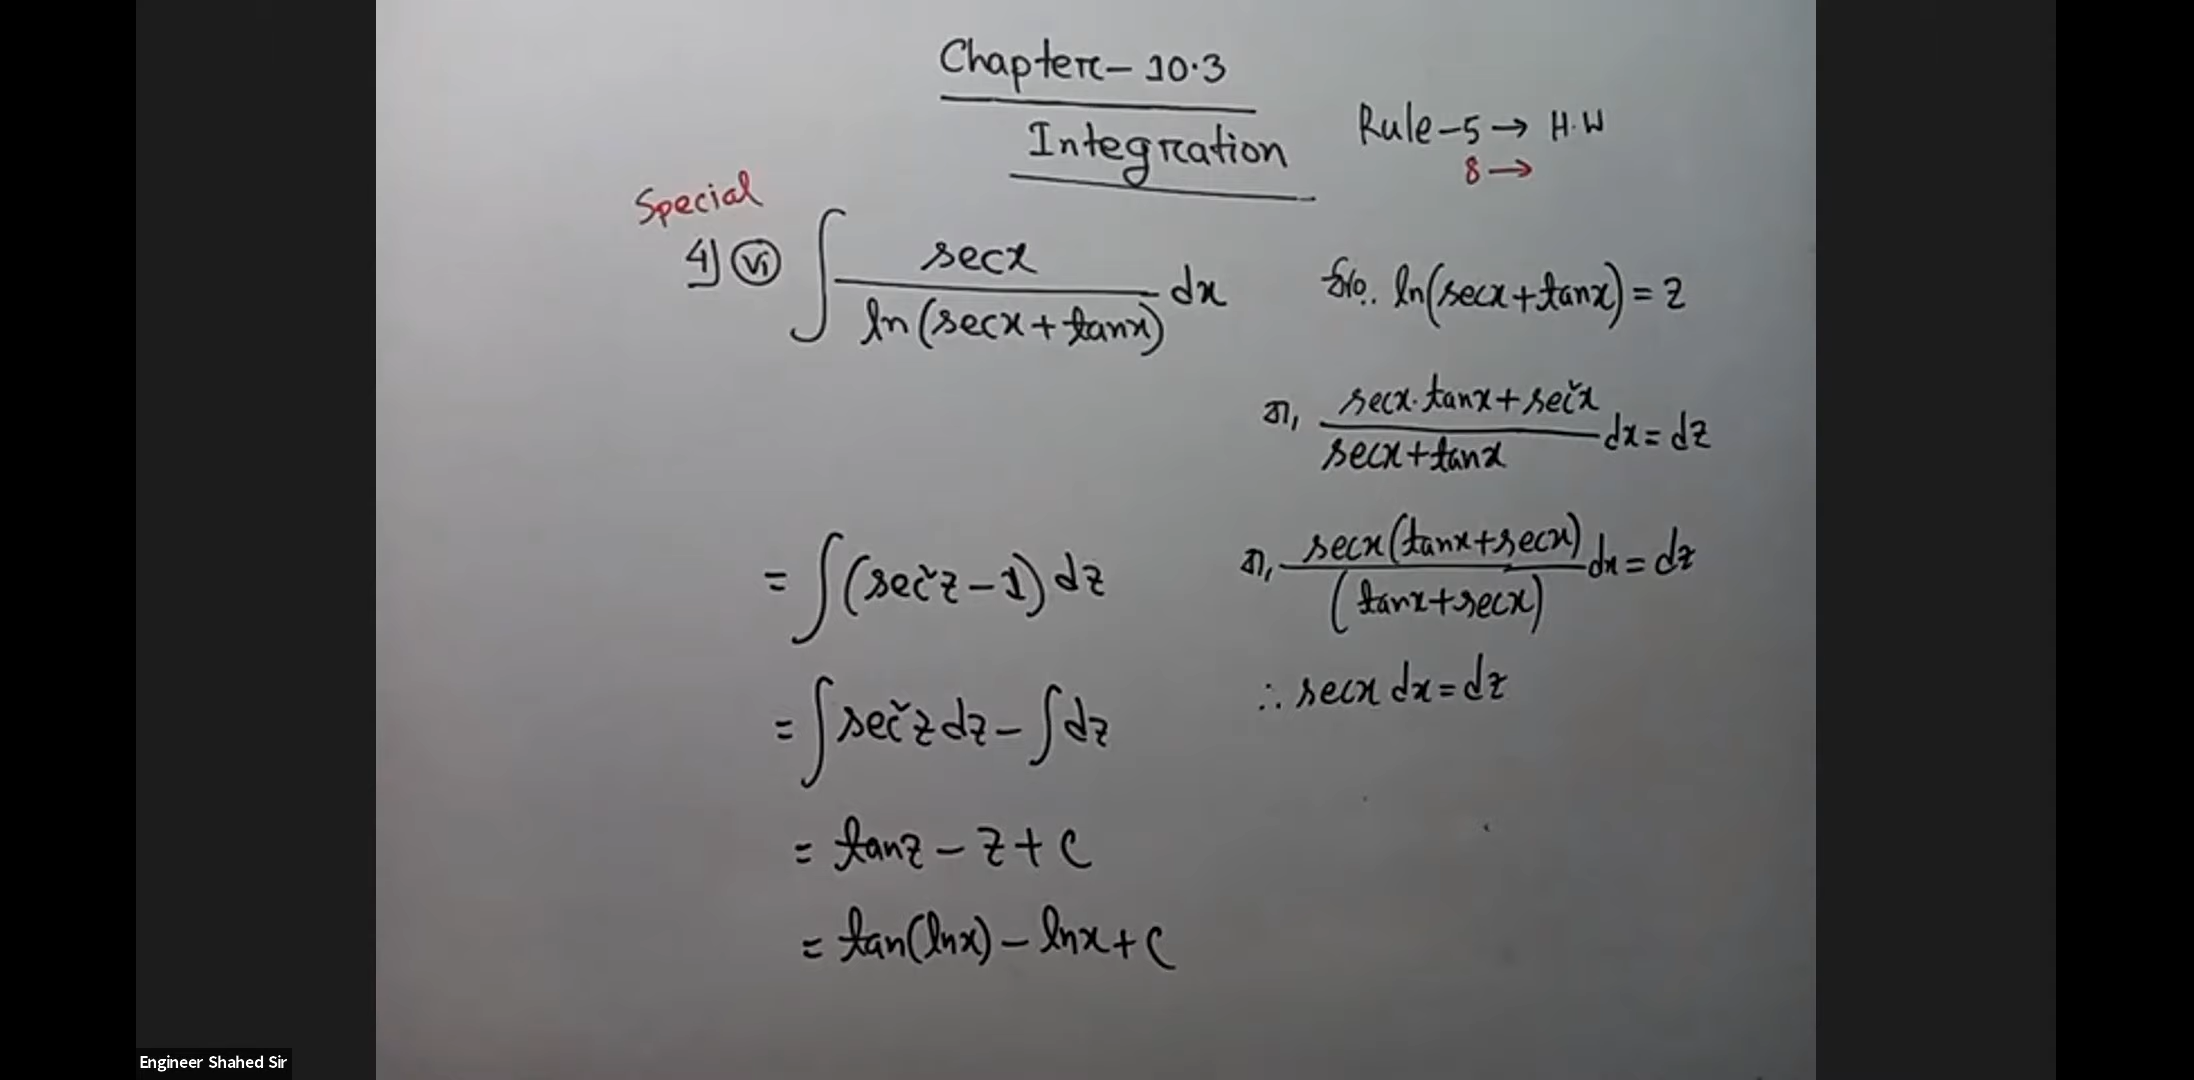 Chapter - 10.3
Integration
Rule-5 → H.W
8 →
Special
4) (vi) ∫ secx / ln(secx + tanx) dx
ধরি. ln(secx + tanx) = z
বা, (secx. tanx + sec²x) / (secx + tanx) dx = dz
বা, secx(tanx + secx) / (tanx + secx) dx = dz
∴ secx dx = dz
= ∫(sec²z - 1) dz
= ∫sec²z dz - ∫dz
= tanz - z + c
= tan(lnx) - lnx + c
Engineer Shahed Sir